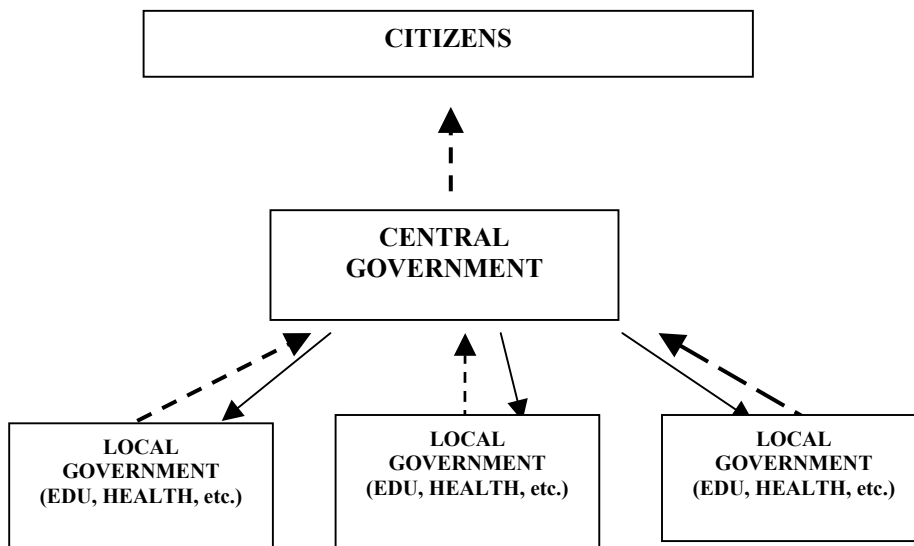 CITIZENS
CENTRAL
GOVERNMENT
LOCAL
GOVERNMENT
(EDU, HEALTH, etc.)
LOCAL
GOVERNMENT
(EDU, HEALTH, etc.)
LOCAL
GOVERNMENT
(EDU, HEALTH, etc.)